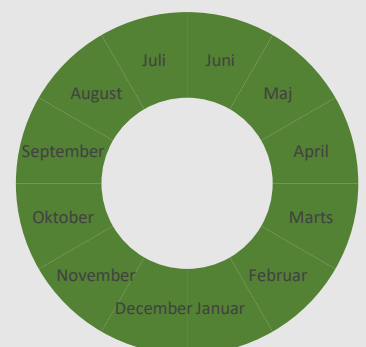 Juli Juni
August Maj
September April
Oktober Marts
November Februar
December Januar